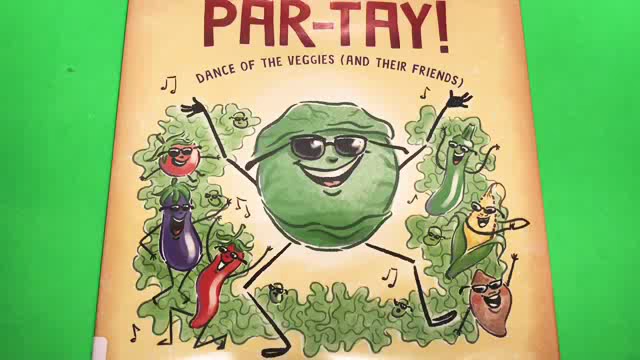 PAR-TAY!
DANCE OF THE VEGGIES (AND THEIR FRIENDS)